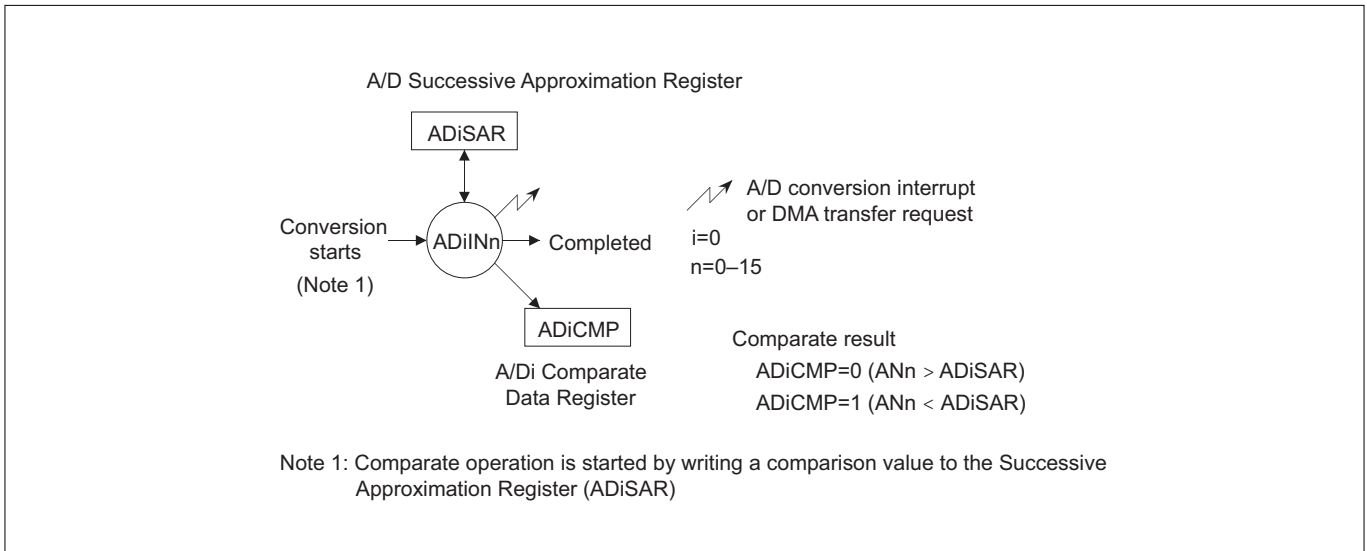 A/D Successive Approximation Register
ADiSAR
Conversion
starts
(Note 1)
ADiINn
Completed
A/D conversion interrupt
or DMA transfer request
i=0
n=0–15
ADiCMP
A/Di Comparate
Data Register
Comparate result
ADiCMP=0 (ANn > ADiSAR)
ADiCMP=1 (ANn < ADiSAR)
Note 1: Comparate operation is started by writing a comparison value to the Successive
Approximation Register (ADiSAR)